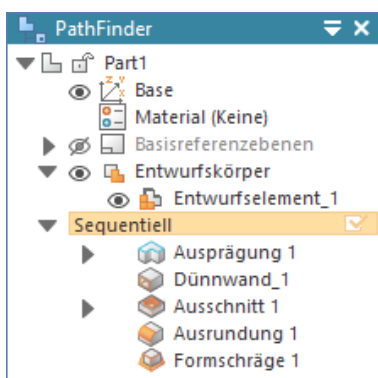 PathFinder
Part1
Base
Material (Keine)
Basisreferenzebenen
Entwurfskörper
Entwurfselement_1
Sequentiell
Ausprägung 1
Dünnwand_1
Ausschnitt 1
Ausrundung 1
Formschräge 1